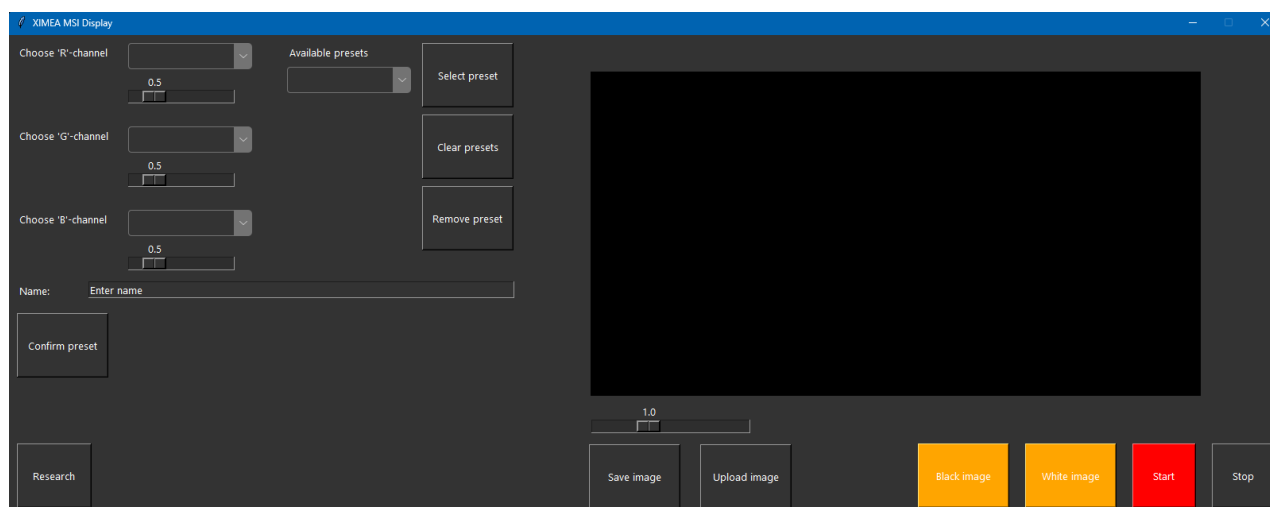 XIMEA MSI Display
Choose 'R'-channel
0.5
Available presets
Select preset
Choose 'G'-channel
0.5
Clear presets
Choose 'B'-channel
0.5
Remove preset
Name:
Enter name
Confirm preset
1.0
Research
Save image
Upload image
Black image
White image
Start
Stop